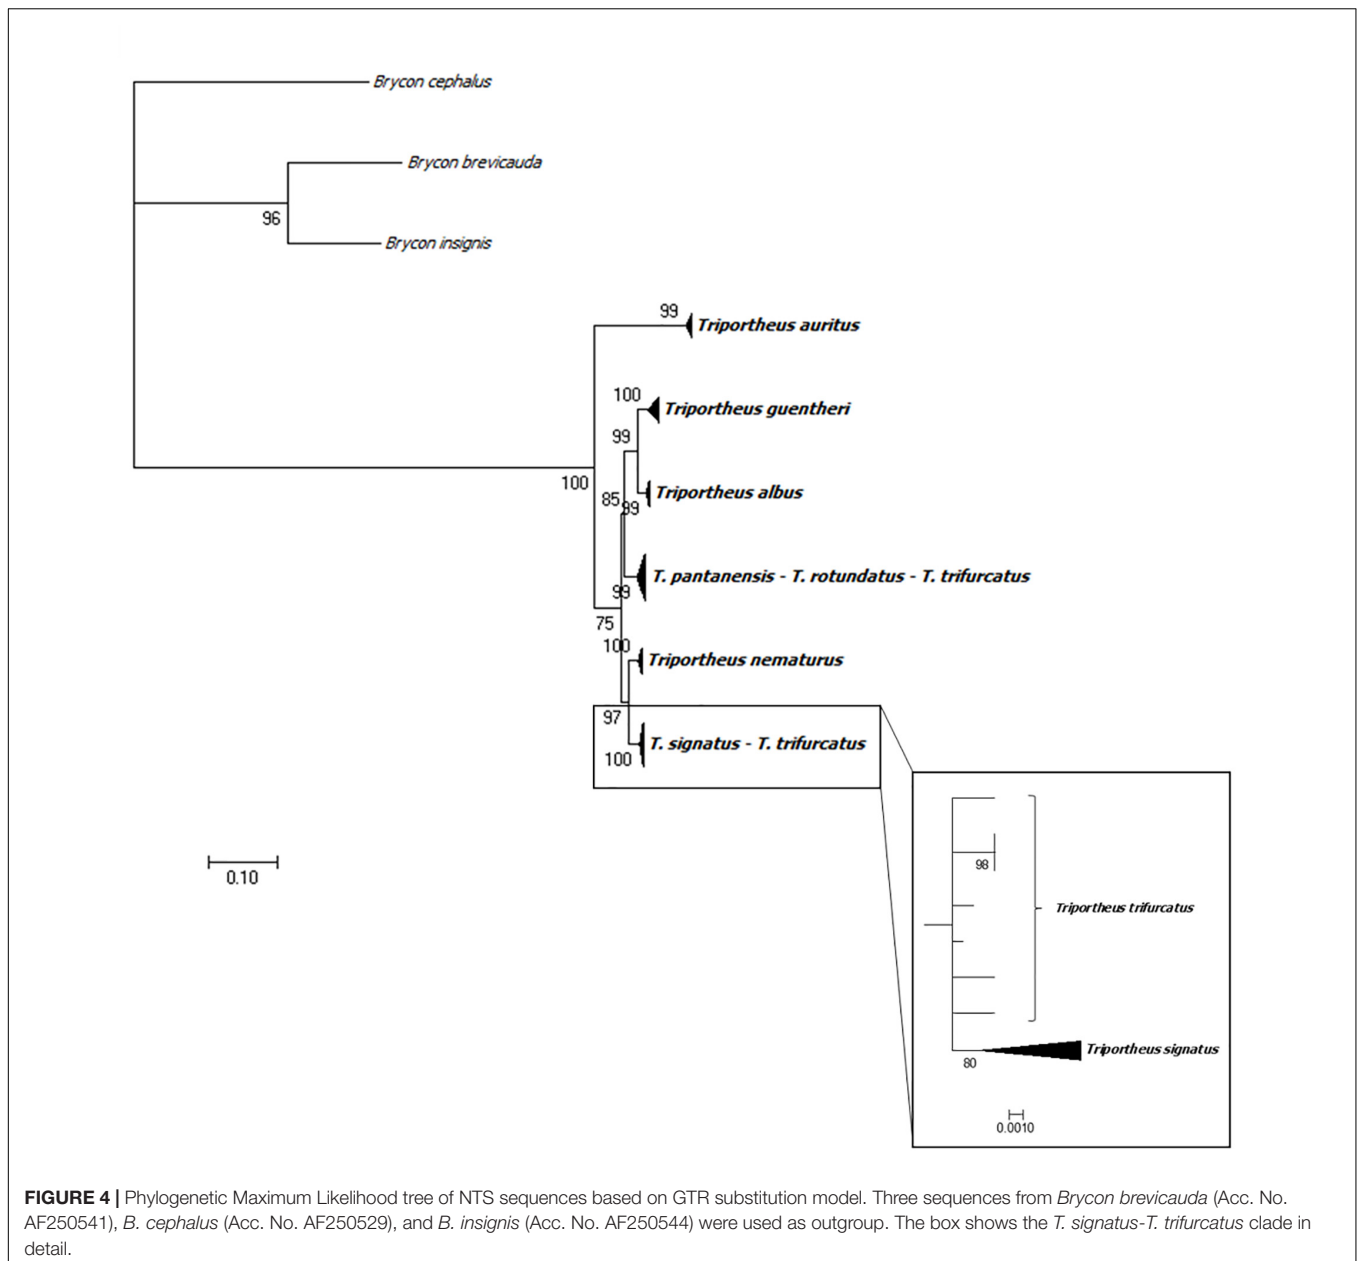 Brycon cephalus
Brycon brevicauda
96
Brycon insignis
99
Triportheus auritus
100
Triportheus guentheri
99
100
85
Triportheus albus
99
T. pantanensis - T. rotundatus - T. trifurcatus
99
75
100
Triportheus nematurus
97
T. signatus - T. trifurcatus
100
98
0.10
Triportheus trifurcatus
Triportheus signatus
80
0.0010
FIGURE 4 | Phylogenetic Maximum Likelihood tree of NTS sequences based on GTR substitution model. Three sequences from Brycon brevicauda (Acc. No.
AF250541), B. cephalus (Acc. No. AF250529), and B. insignis (Acc. No. AF250544) were used as outgroup. The box shows the T. signatus-T. trifurcatus clade in
detail.